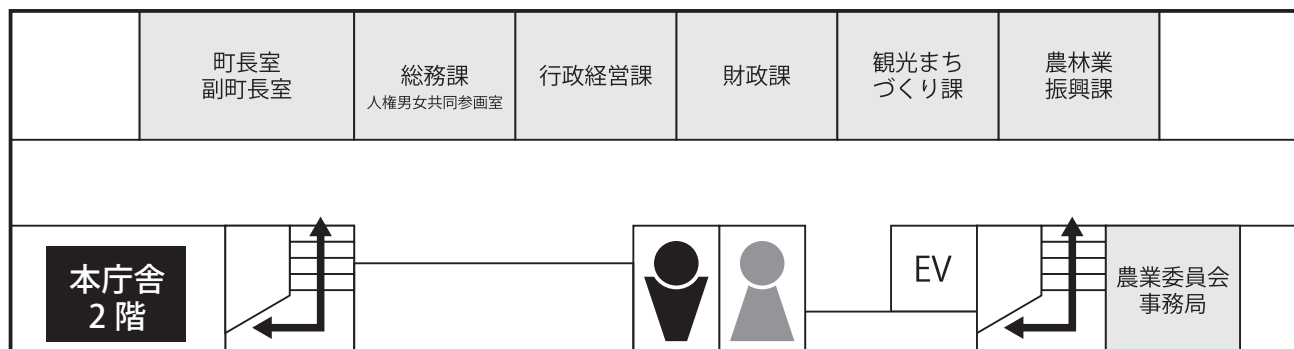 町長室
副町長室
総務課
人権男女共同参画室
行政経営課
財政課
観光まち
づくり課
農林業
振興課
本庁舎
2 階
EV
農業委員会
事務局